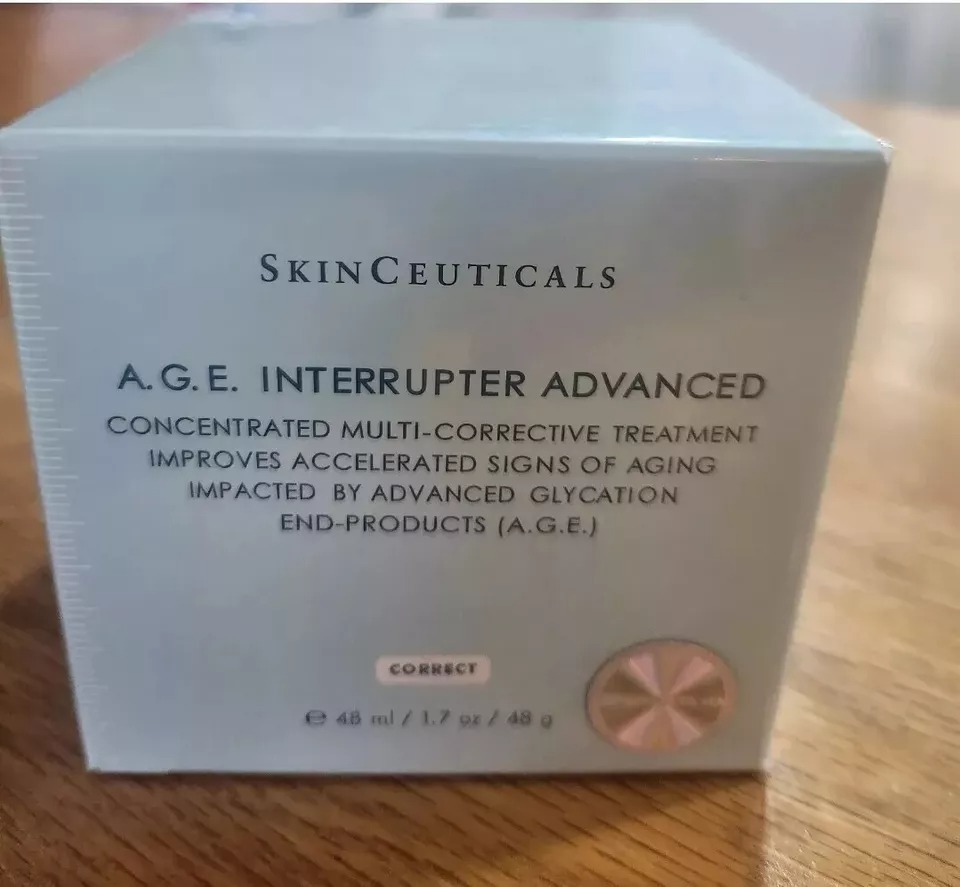 SKINCEUTICALS
A.G.E. INTERRUPTER ADVANCED
CONCENTRATED MULTI-CORRECTIVE TREATMENT
IMPROVES ACCELERATED SIGNS OF AGING
IMPACTED BY ADVANCED GLYCATION
END-PRODUCTS (A.G.E.)
CORRECT
℮ 48 ml / 1.7 oz / 48 g